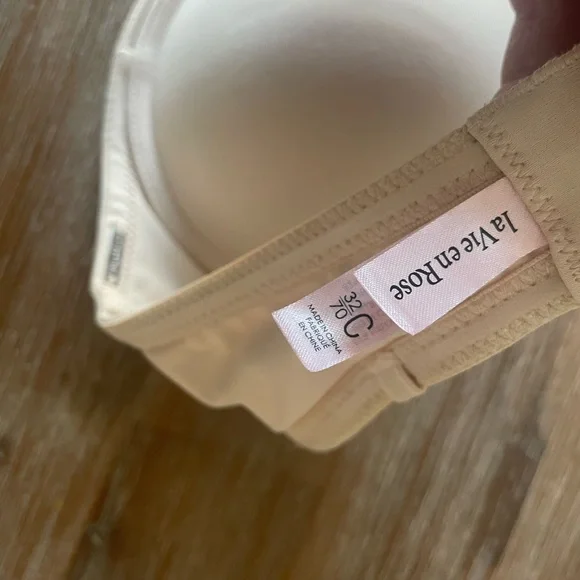 la Vie en Rose
32
70
C
MADE IN CHINA
FABRIQUÉ
EN CHINE